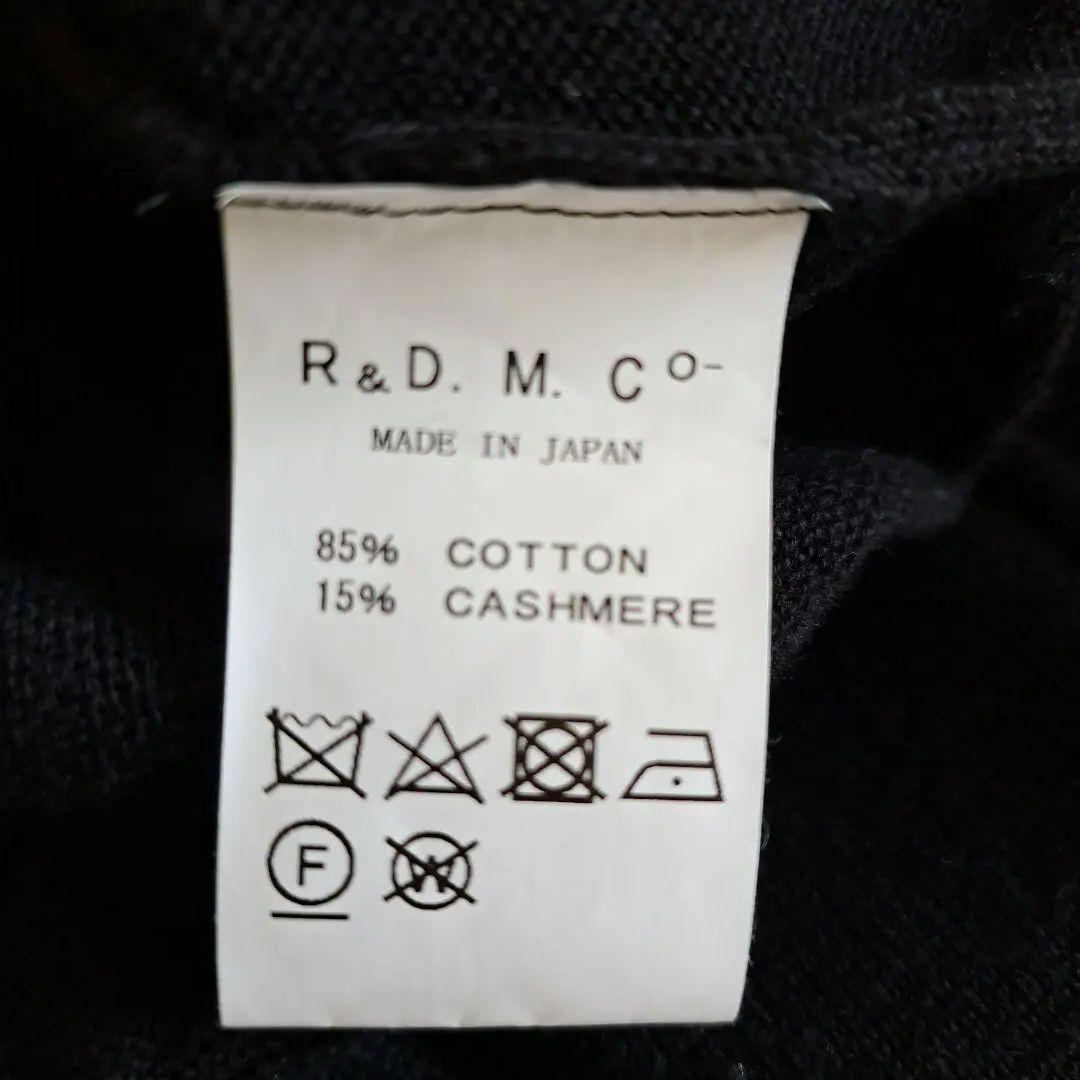 R & D. M. Co-
MADE IN JAPAN
85% COTTON
15% CASHMERE
F
W